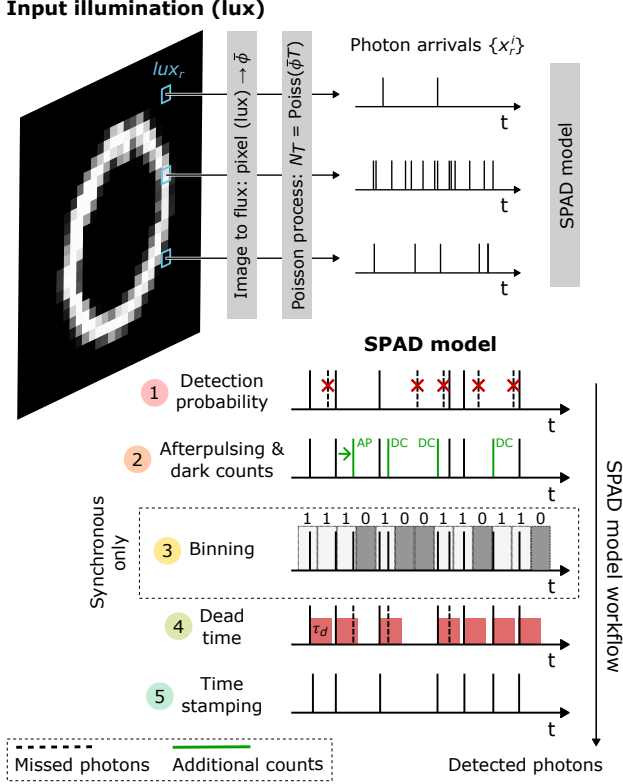 Input illumination (lux)
lux_r
Image to flux: pixel (lux) → φ̄
Poisson process: N_T = Poiss(φ̄T)
Photon arrivals {x_r^i}
t
t
t
SPAD model
SPAD model
1 Detection
probability
t
2 Afterpulsing &
dark counts
AP DC DC DC
t
Synchronous
only
3 Binning
1 1 1 0 1 0 0 1 1 0 1 1 0
t
4 Dead
time
τ_d
t
5 Time
stamping
t
SPAD model workflow
Missed photons
Additional counts
Detected photons